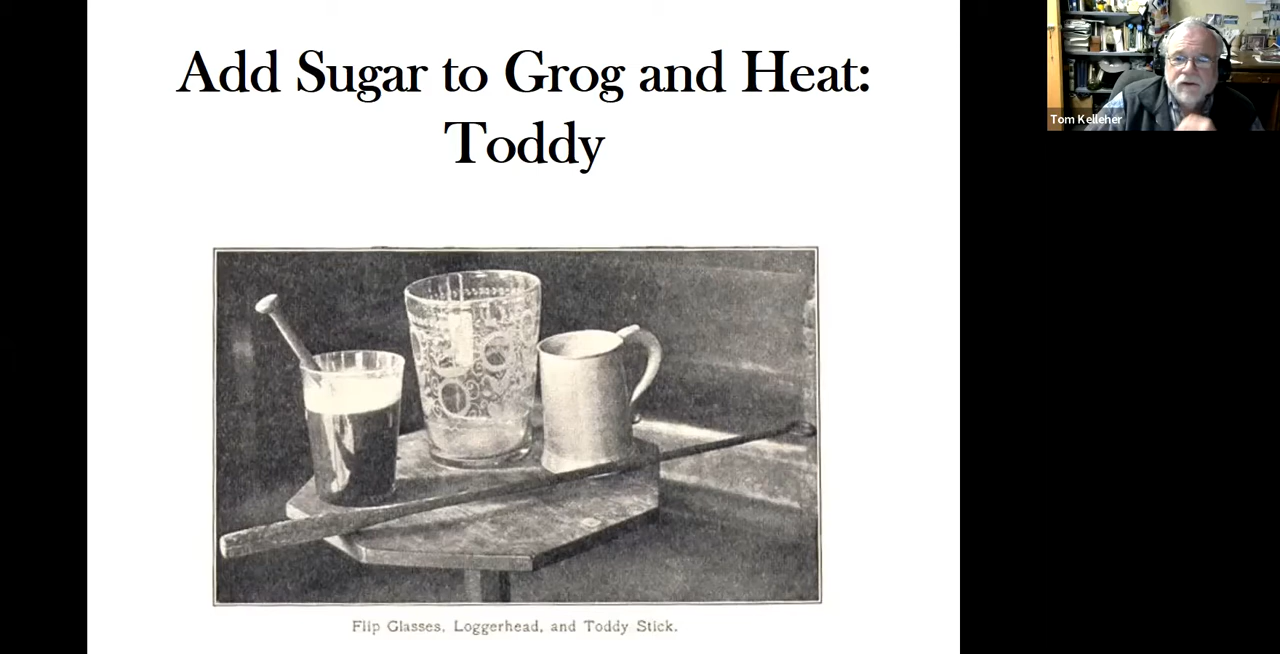 Add Sugar to Grog and Heat:
Toddy
Tom Kelleher
Flip Glasses, Loggerhead, and Toddy Stick.